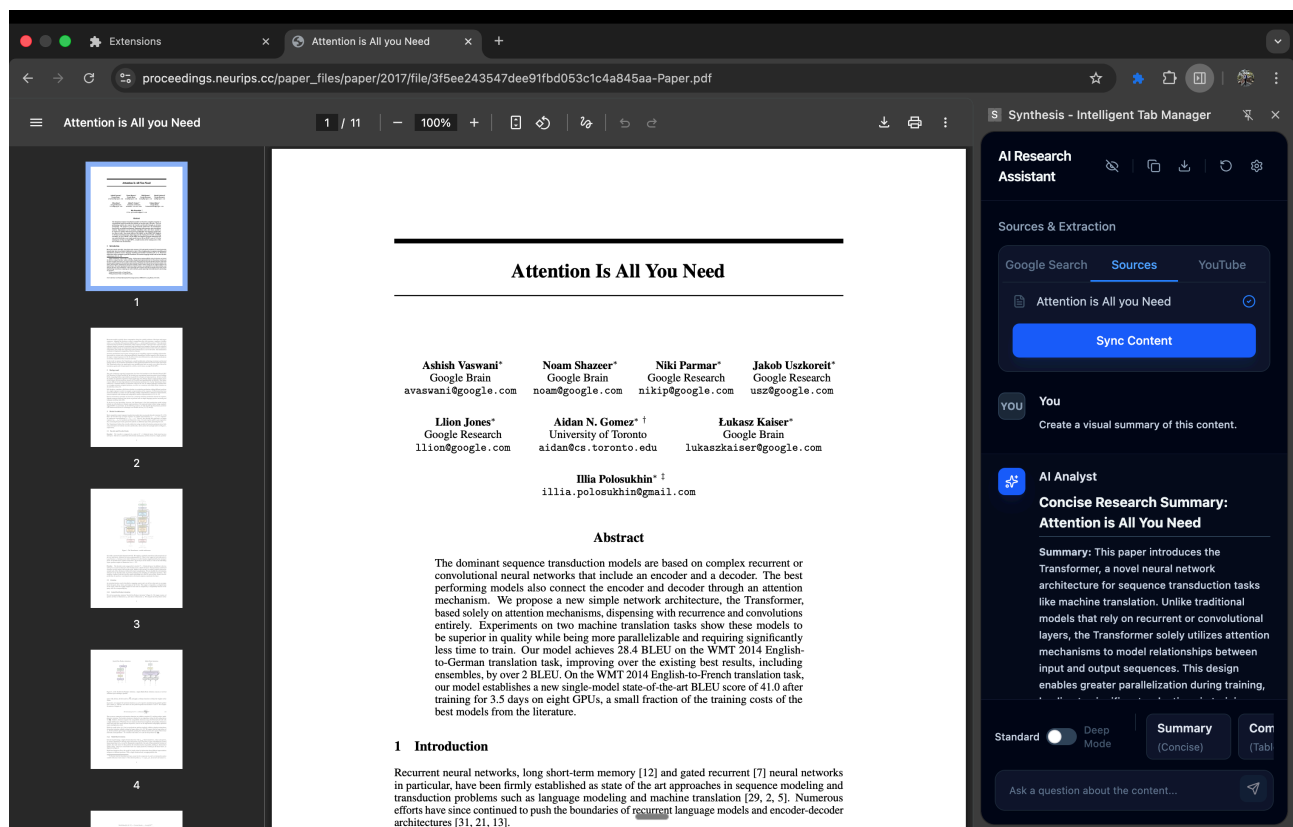 Extensions
Attention is All you Need
proceedings.neurips.cc/paper_files/paper/2017/file/3f5ee243547dee91fbd053c1c4a845aa-Paper.pdf
Attention is All you Need
1 / 11
100%
1
2
3
4
Attention Is All You Need
Ashish Vaswani* Noam Shazeer* Niki Parmar* Jakob Uszkoreit*
Google Brain Google Brain Google Research Google Research
avaswani@google.com noam@google.com nikip@google.com usz@google.com
Llion Jones* Aidan N. Gomez* † Łukasz Kaiser*
Google Research University of Toronto Google Brain
llion@google.com aidan@cs.toronto.edu lukaszkaiser@google.com
Illia Polosukhin* ‡
illia.polosukhin@gmail.com
Abstract
The dominant sequence transduction models are based on complex recurrent or
convolutional neural networks that include an encoder and a decoder. The best
performing models also connect the encoder and decoder through an attention
mechanism. We propose a new simple network architecture, the Transformer,
based solely on attention mechanisms, dispensing with recurrence and convolutions
entirely. Experiments on two machine translation tasks show these models to
be superior in quality while being more parallelizable and requiring significantly
less time to train. Our model achieves 28.4 BLEU on the WMT 2014 English-
to-German translation task, improving over the existing best results, including
ensembles, by over 2 BLEU. On the WMT 2014 English-to-French translation task,
our model establishes a new single-model state-of-the-art BLEU score of 41.0 after
training for 3.5 days on eight GPUs, a small fraction of the training costs of the
best models from the literature.
1 Introduction
Recurrent neural networks, long short-term memory [12] and gated recurrent [7] neural networks
in particular, have been firmly established as state of the art approaches in sequence modeling and
transduction problems such as language modeling and machine translation [29, 2, 5]. Numerous
efforts have since continued to push the boundaries of recurrent language models and encoder-decoder
architectures [31, 21, 13].
S Synthesis - Intelligent Tab Manager
AI Research
Assistant
Sources & Extraction
Google Search Sources YouTube
Attention is All you Need
Sync Content
YOU
You
Create a visual summary of this content.
AI Analyst
Concise Research Summary:
Attention is All You Need
Summary: This paper introduces the
Transformer, a novel neural network
architecture for sequence transduction tasks
like machine translation. Unlike traditional
models that rely on recurrent or convolutional
layers, the Transformer solely utilizes attention
mechanisms to model relationships between
input and output sequences. This design
enables greater parallelization during training,
Standard Deep
Mode
Summary
(Concise)
Com
(Tabl
Ask a question about the content...